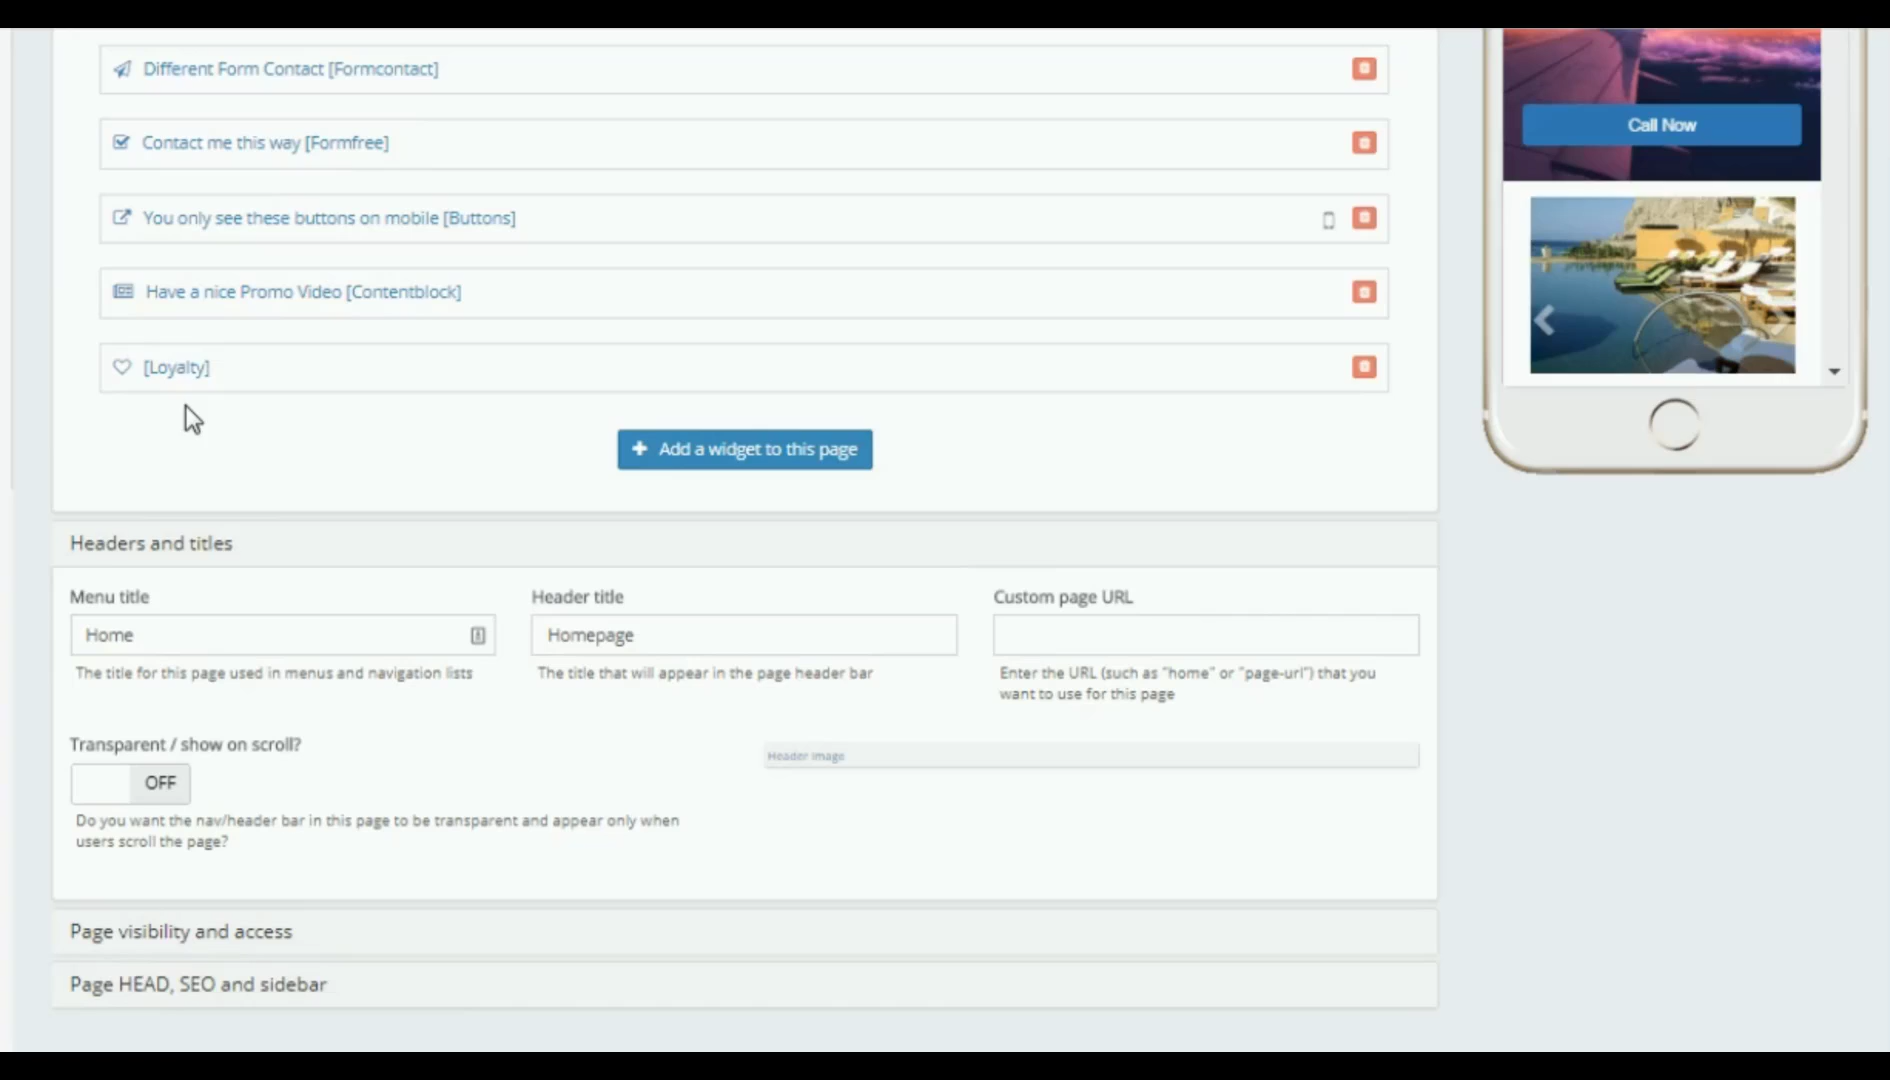 Different Form Contact [Formcontact]
Contact me this way [Formfree]
You only see these buttons on mobile [Buttons]
Have a nice Promo Video [Contentblock]
[Loyalty]
Add a widget to this page
Call Now
Headers and titles
Menu title
Home
The title for this page used in menus and navigation lists
Header title
Homepage
The title that will appear in the page header bar
Custom page URL
Enter the URL (such as "home" or "page-url") that you
want to use for this page
Transparent / show on scroll?
OFF
Do you want the nav/header bar in this page to be transparent and appear only when
users scroll the page?
Header image
Page visibility and access
Page HEAD, SEO and sidebar